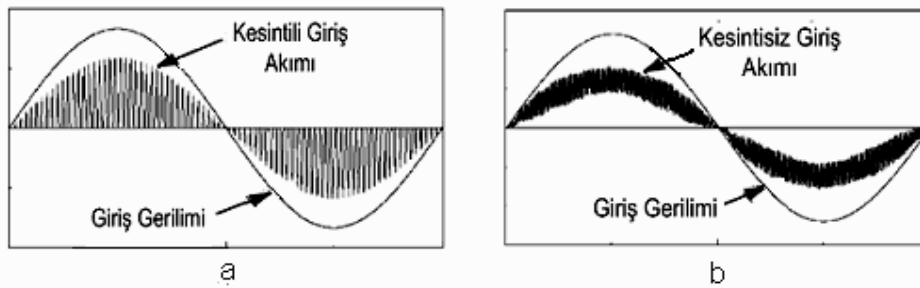 Kesintili Giriş
Akımı
Giriş Gerilimi
a
Kesintisiz Giriş
Akımı
Giriş Gerilimi
b